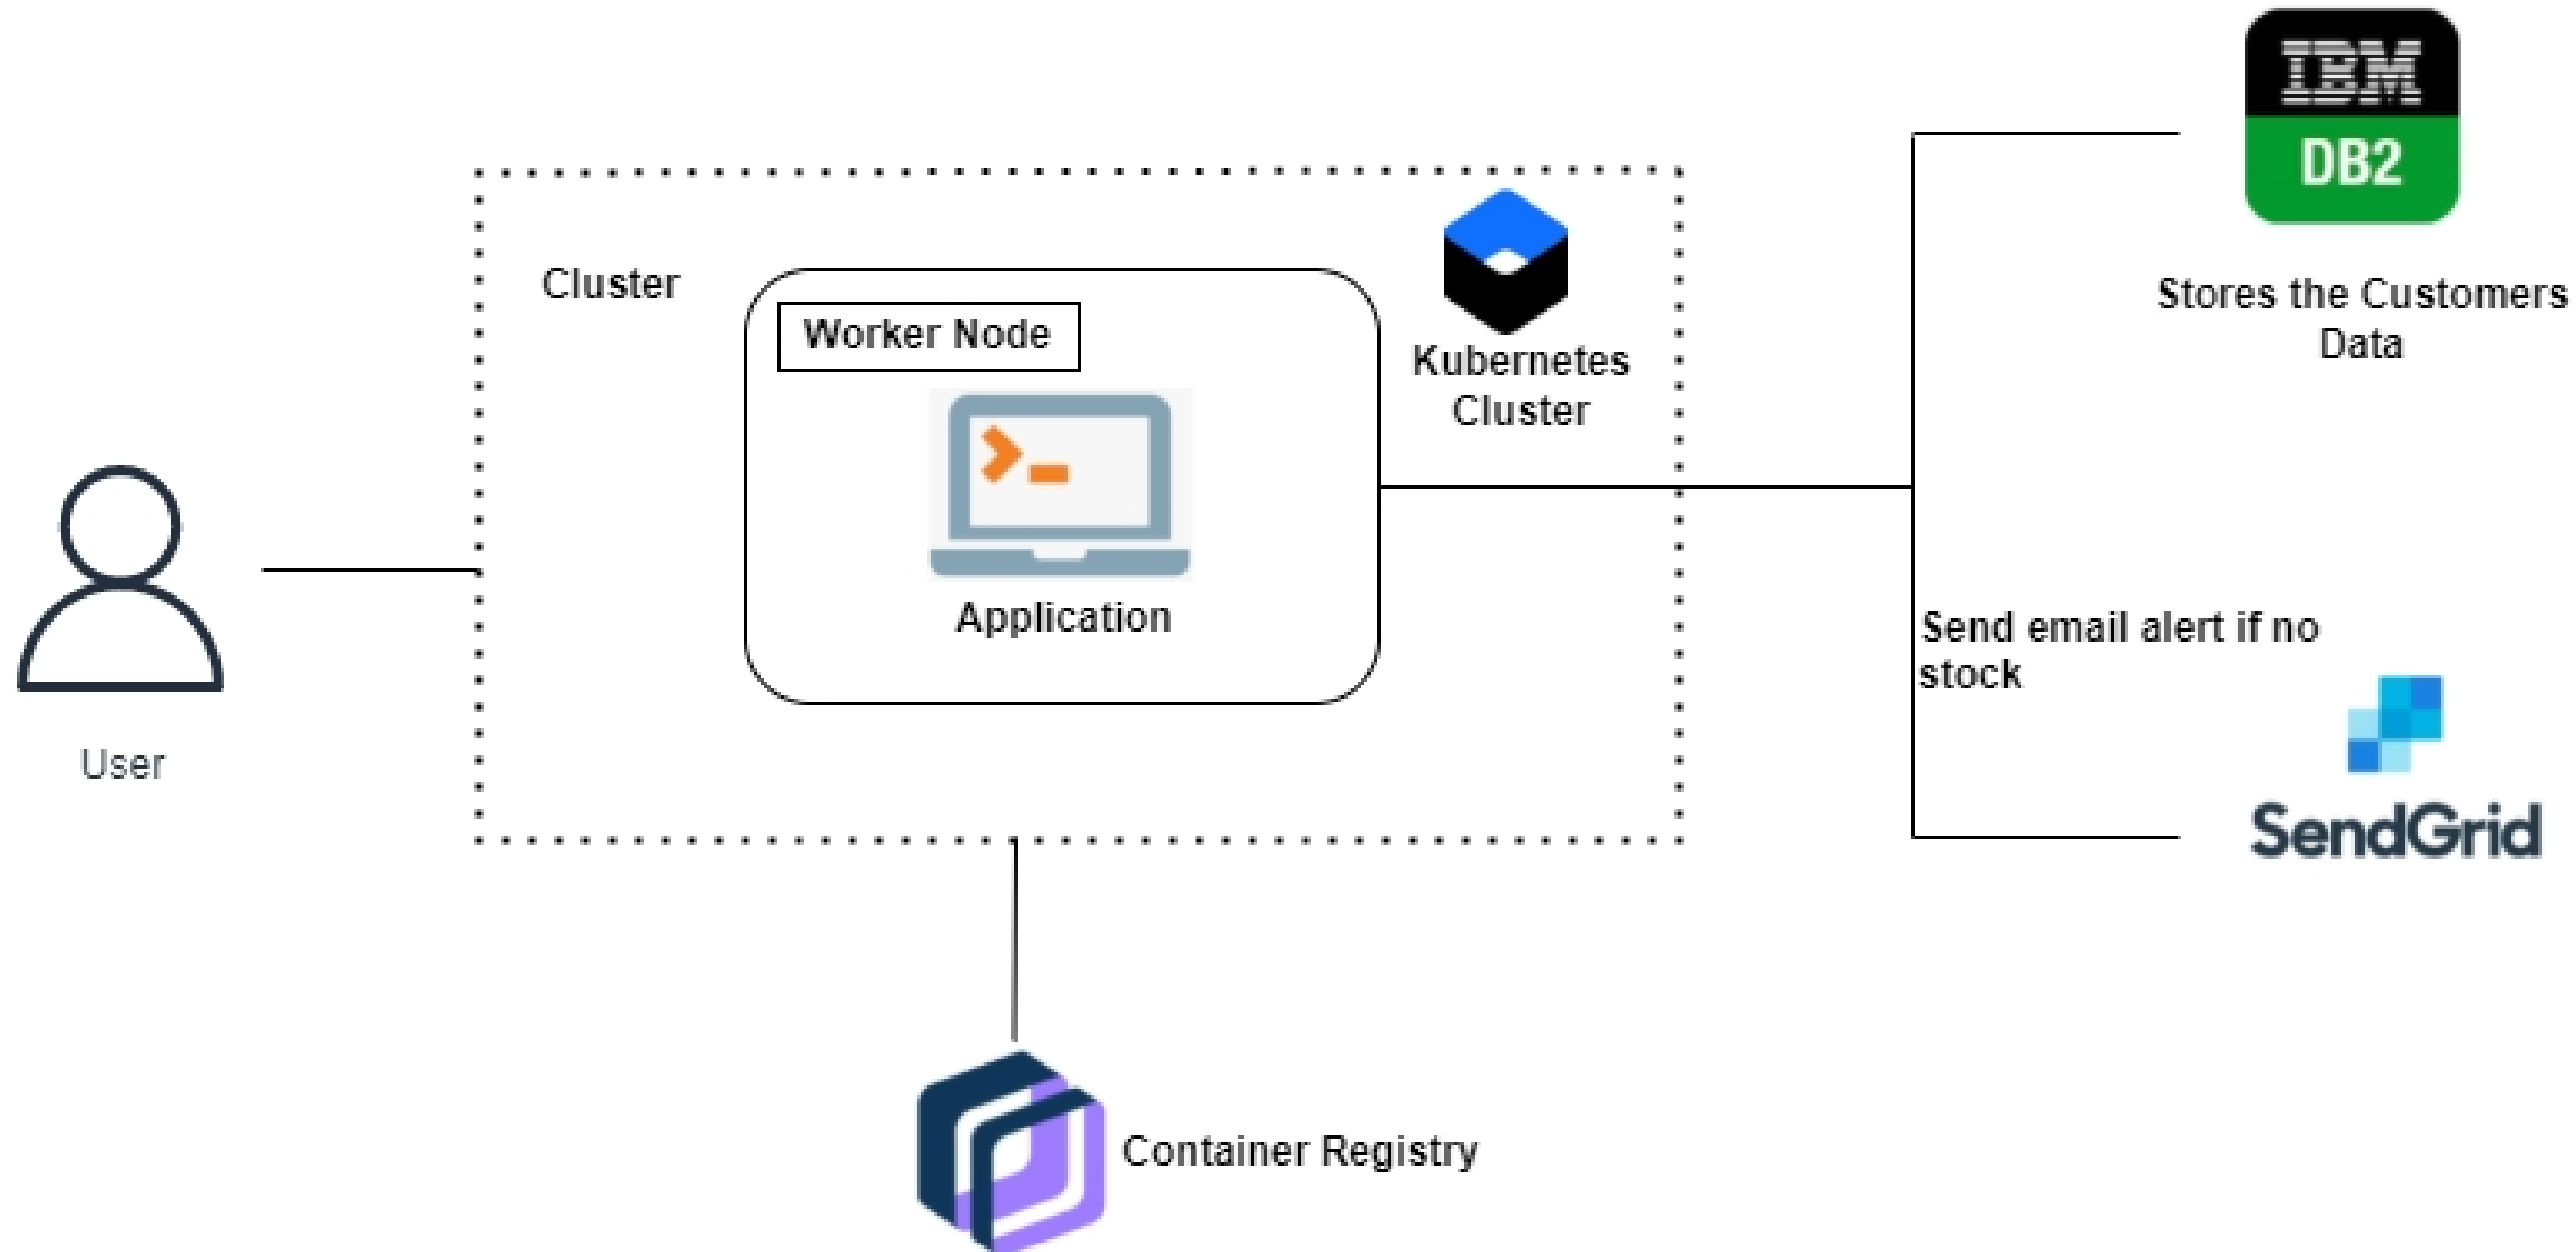 IBM
DB2
Stores the Customers
Data
Cluster
Worker Node
Kubernetes
Cluster
Application
User
Send email alert if no
stock
SendGrid
Container Registry